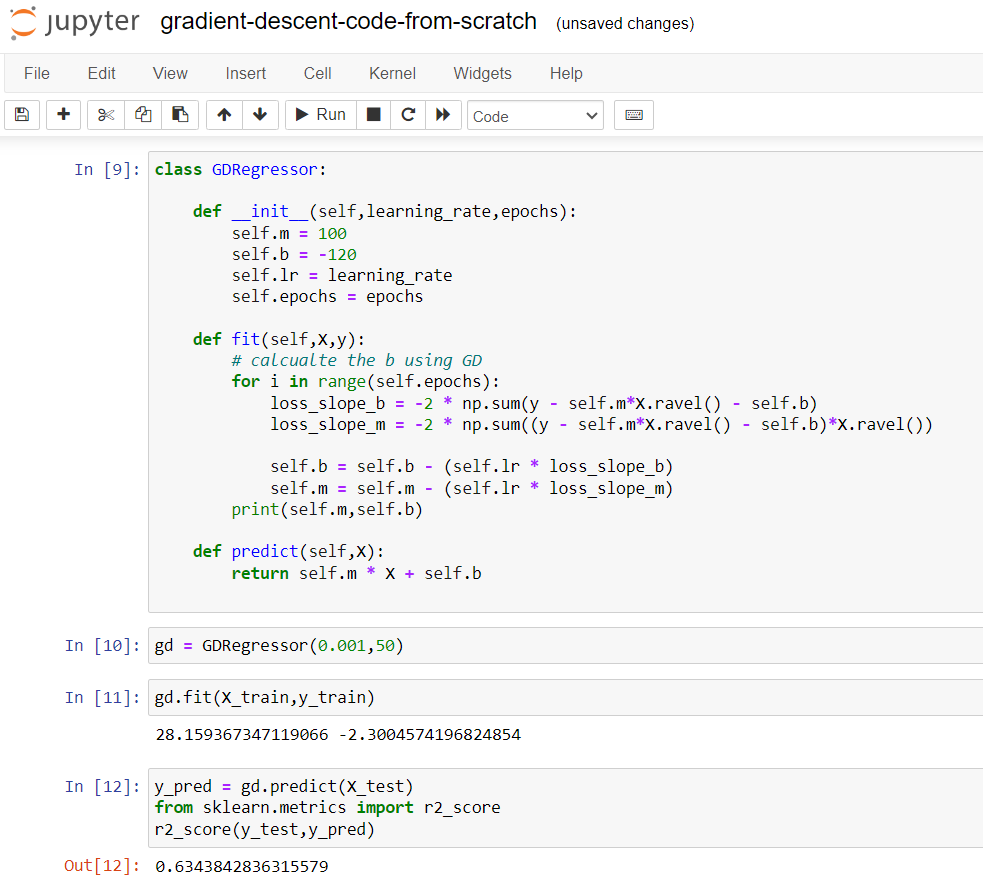 jupyter gradient-descent-code-from-scratch (unsaved changes)
File Edit View Insert Cell Kernel Widgets Help
Run Code
In [9]: class GDRegressor:
def __init__(self,learning_rate,epochs):
self.m = 100
self.b = -120
self.lr = learning_rate
self.epochs = epochs
def fit(self,X,y):
# calcualte the b using GD
for i in range(self.epochs):
loss_slope_b = -2 * np.sum(y - self.m*X.ravel() - self.b)
loss_slope_m = -2 * np.sum((y - self.m*X.ravel() - self.b)*X.ravel())
self.b = self.b - (self.lr * loss_slope_b)
self.m = self.m - (self.lr * loss_slope_m)
print(self.m,self.b)
def predict(self,X):
return self.m * X + self.b
In [10]: gd = GDRegressor(0.001,50)
In [11]: gd.fit(X_train,y_train)
28.159367347119066 -2.3004574196824854
In [12]: y_pred = gd.predict(X_test)
from sklearn.metrics import r2_score
r2_score(y_test,y_pred)
Out[12]: 0.6343842836315579